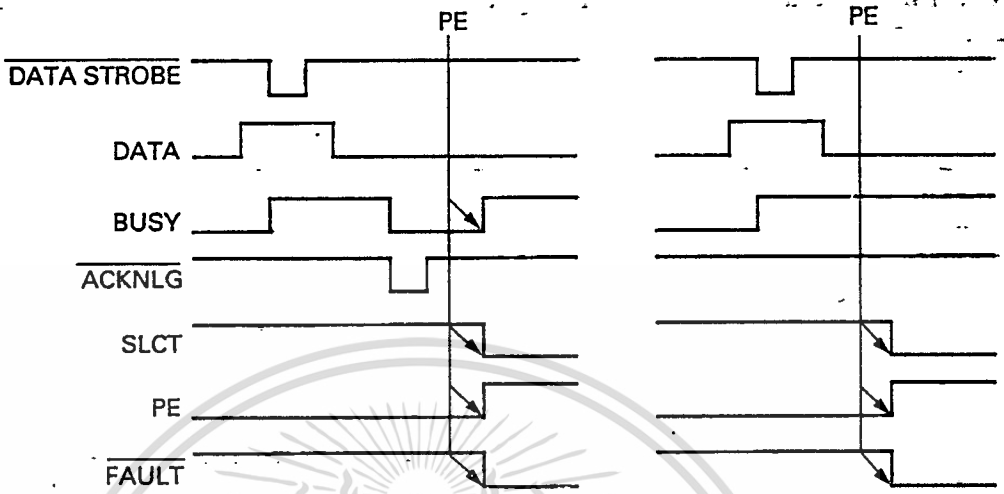 PE
PE
DATA STROBE
DATA
BUSY
ACKNLG
SLCT
PE
FAULT